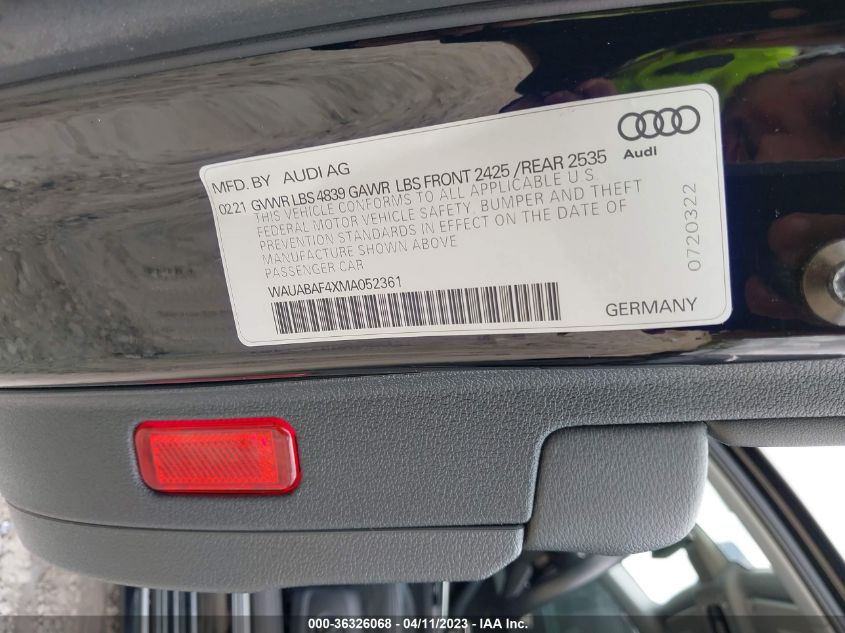 Audi
MFD. BY AUDI AG
02 21 GVWR LBS 4839 GAWR LBS FRONT 2425 /REAR 2535
THIS VEHICLE CONFORMS TO ALL APPLICABLE U.S.
FEDERAL MOTOR VEHICLE SAFETY, BUMPER AND THEFT
PREVENTION STANDARDS IN EFFECT ON THE DATE OF
MANUFACTURE SHOWN ABOVE
PASSENGER CAR
WAUABAF4XMA052361
GERMANY
0720322
000-36326068 - 04/11/2023 - IAA Inc.